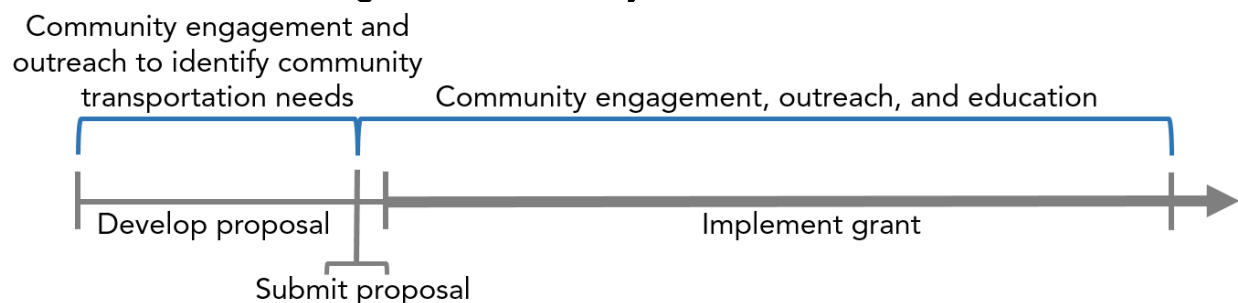 Community engagement and
outreach to identify community
transportation needs
Community engagement, outreach, and education
Develop proposal
Implement grant
Submit proposal